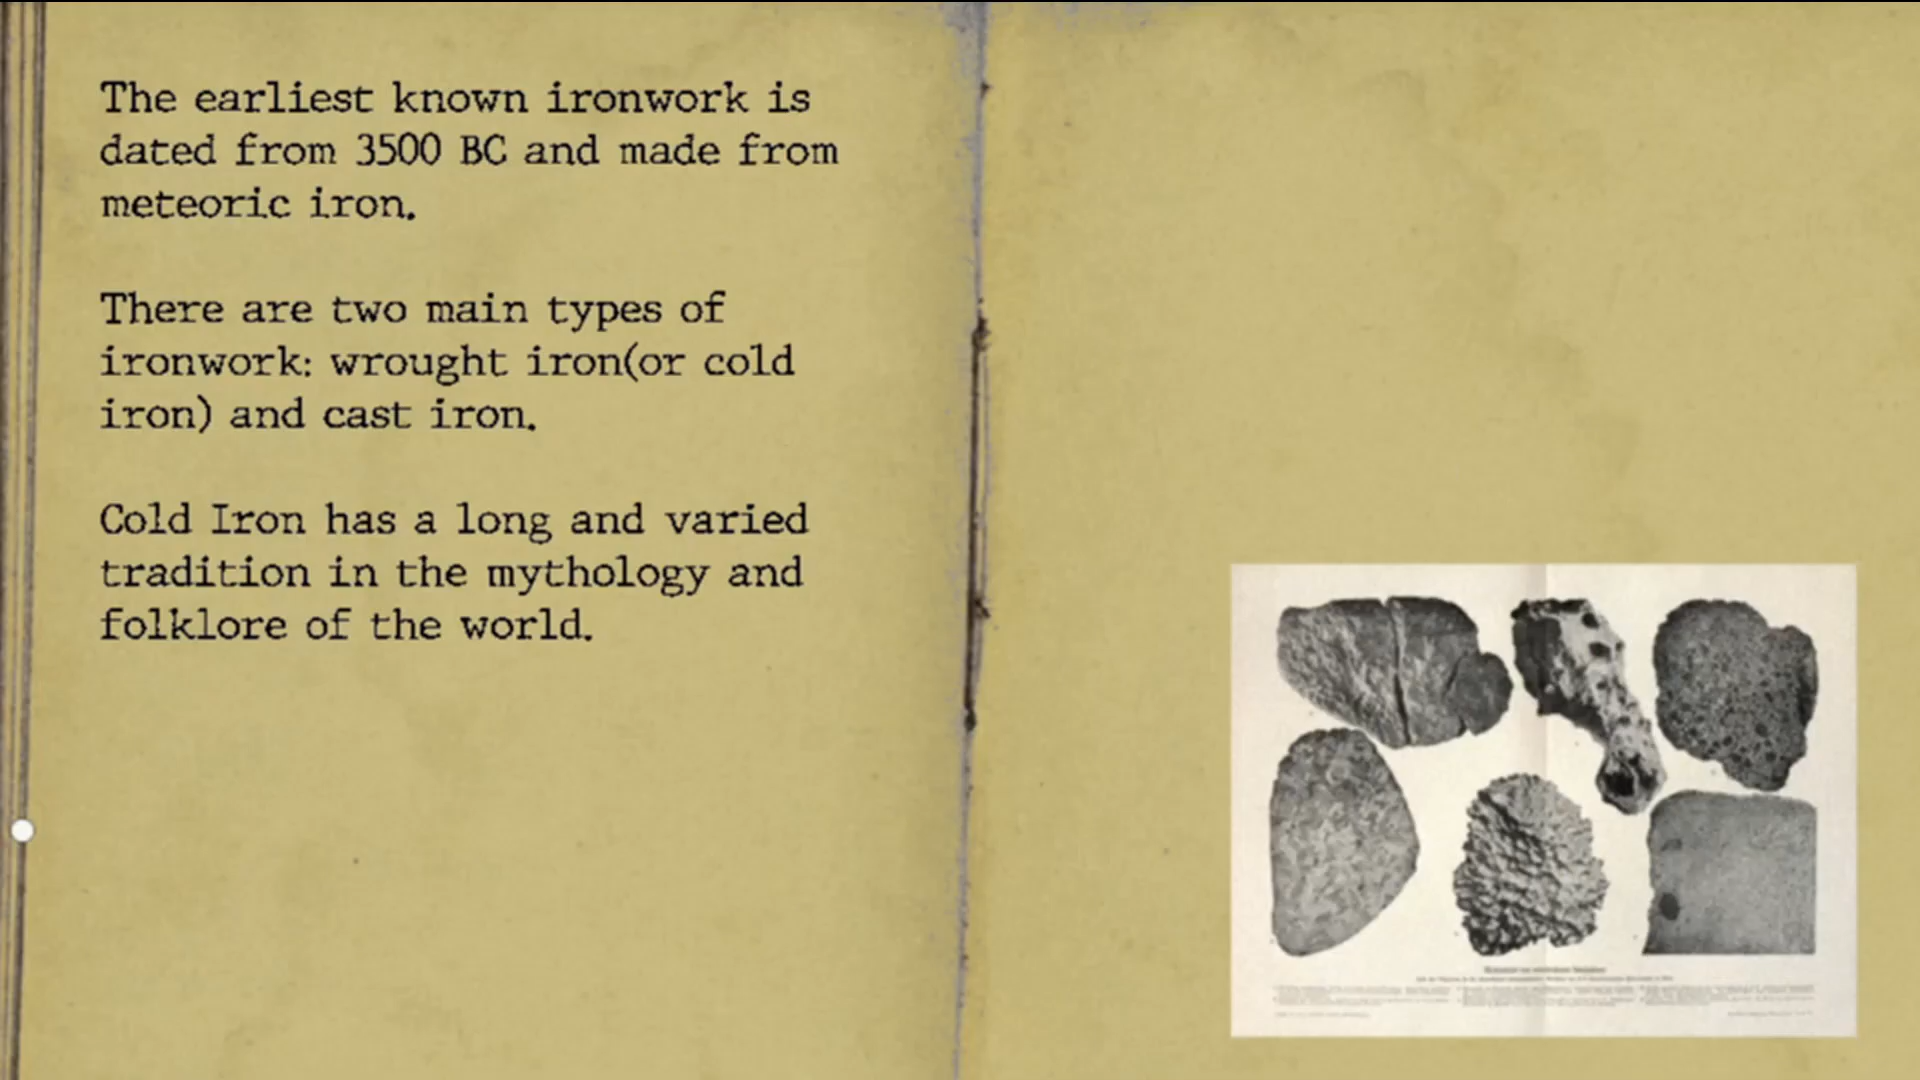 The earliest known ironwork is
dated from 3500 BC and made from
meteoric iron.
There are two main types of
ironwork: wrought iron(or cold
iron) and cast iron.
Cold Iron has a long and varied
tradition in the mythology and
folklore of the world.